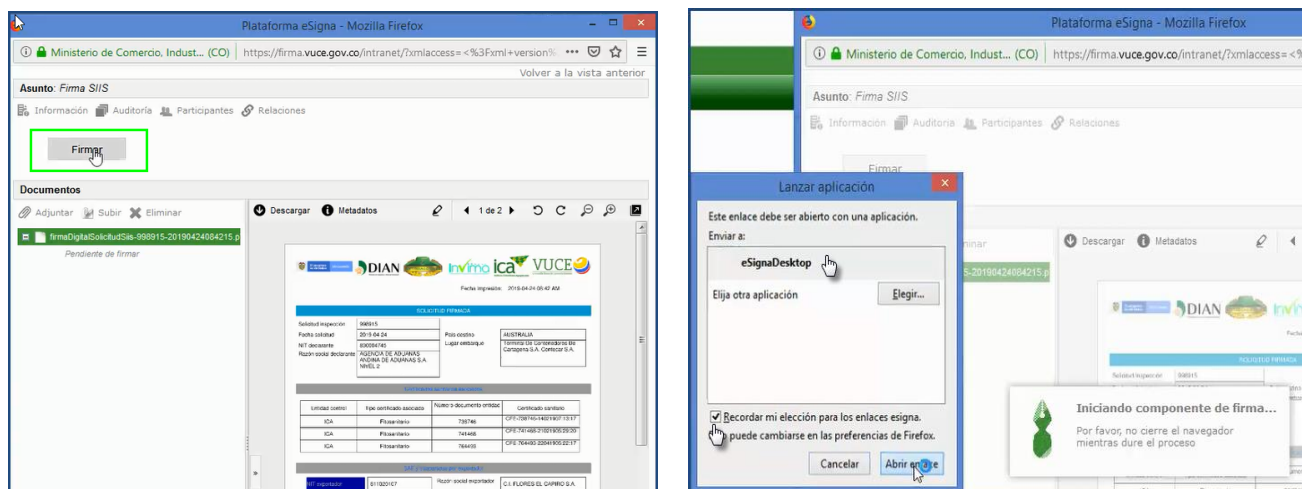 Plataforma eSigna - Mozilla Firefox
Ministerio de Comercio, Indust... (CO) https://firma.vuce.gov.co/intranet/?xmlaccess=<%3Fxml+version%
Volver a la vista anterior
Asunto: Firma SIIS
Información Auditoría Participantes Relaciones
Firmar
Documentos
Adjuntar Subir Eliminar
Descargar Metadatos 1 de 2
firmaDigitalSolicitudSiis-998915-20190424084215.p
Pendiente de firmar
DIAN invima ica VUCE
Fecha impresión: 2019-04-24 08:42 AM
SOLICITUD FIRMADA
Solicitud inspección 998915
Fecha solicitud 2019-04-24 País destino AUSTRALIA
NIT declarante 830084745 Lugar embarque Terminal De Contenedores De
Cartagena S.A. Contecar S.A.
Razón social declarante AGENCIA DE ADUANAS
ANDINA DE ADUANAS S.A.
NIVEL 2
Entidad control Tipo certificado asociado Número o documento entidad Certificado sanitario
ICA Fitosanitario 739746
ICA Fitosanitario 741468
ICA Fitosanitario 764493
NIT exportador 811020107 Razón social exportador C.I. FLORES EL CAPIRO S.A.
Plataforma eSigna - Mozilla Firefox
Ministerio de Comercio, Indust... (CO) https://firma.vuce.gov.co/intranet/?xmlaccess=<%
Asunto: Firma SIIS
Información Auditoría Participantes Relaciones
Firmar
Lanzar aplicación
Este enlace debe ser abierto con una aplicación.
Enviar a:
eSignaDesktop
Elija otra aplicación Elegir...
Recordar mi elección para los enlaces esigna.
puede cambiarse en las preferencias de Firefox.
Cancelar Abrir enlace
Descargar Metadatos
5-20190424084215.p
DIAN
SOLICITUD FIRMADA
Solicitud inspección 998915
Iniciando componente de firma...
Por favor, no cierre el navegador
mientras dure el proceso